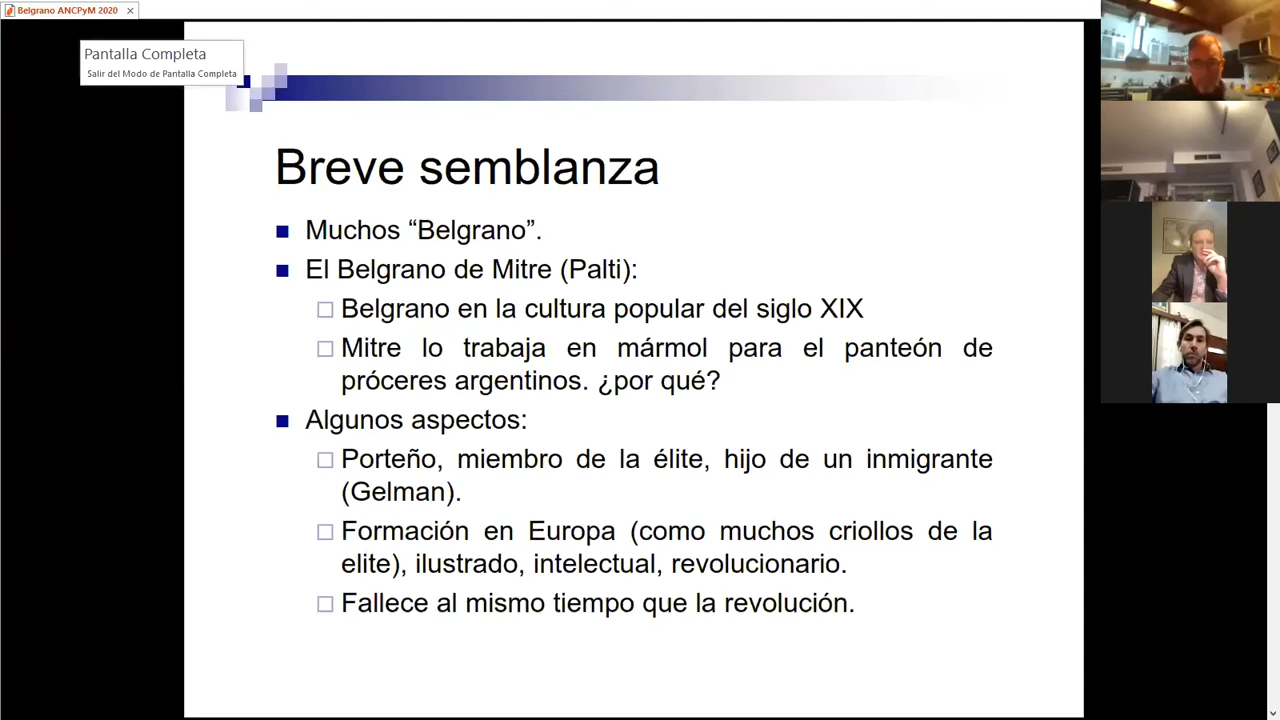 Belgrano ANCPyM 2020
Pantalla Completa
Salir del Modo de Pantalla Completa
Breve semblanza
Muchos “Belgrano”.
El Belgrano de Mitre (Palti):
Belgrano en la cultura popular del siglo XIX
Mitre lo trabaja en mármol para el panteón de
próceres argentinos. ¿por qué?
Algunos aspectos:
Porteño, miembro de la élite, hijo de un inmigrante
(Gelman).
Formación en Europa (como muchos criollos de la
elite), ilustrado, intelectual, revolucionario.
Fallece al mismo tiempo que la revolución.